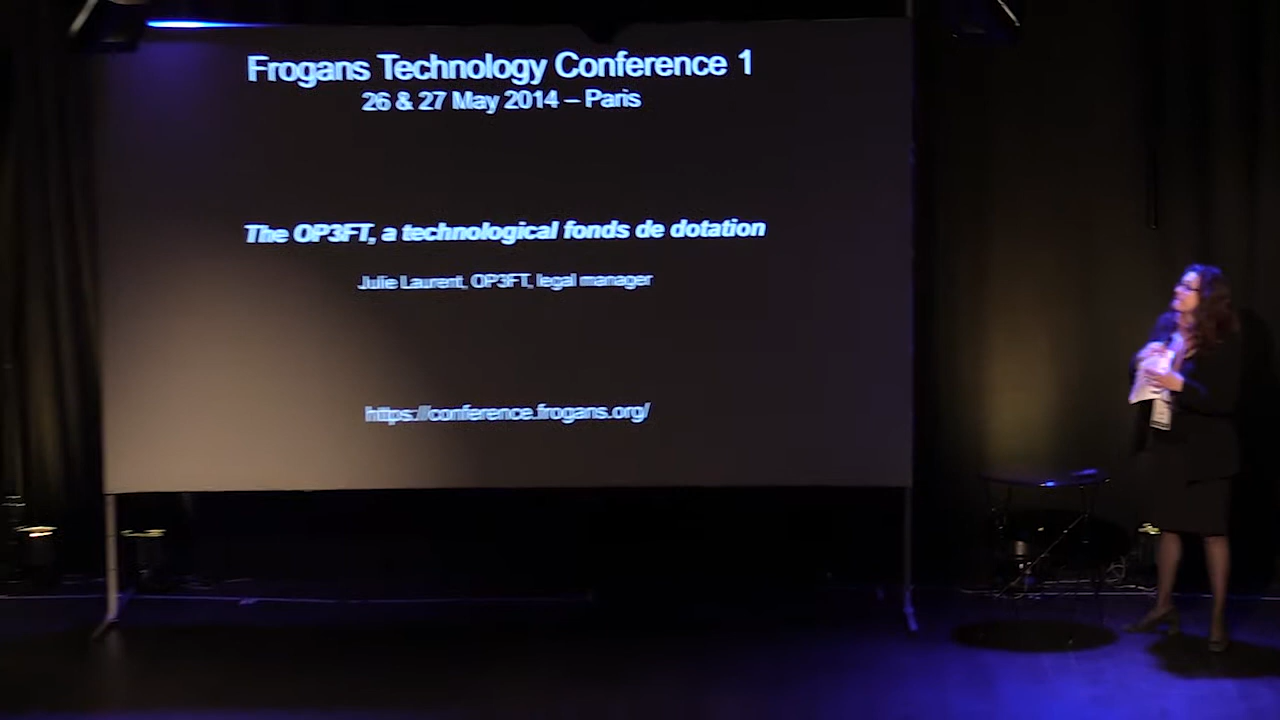 Frogans Technology Conference 1
26 & 27 May 2014 – Paris
The OP3FT, a technological fonds de dotation
Julie Laurent, OP3FT, legal manager
https://conference.frogans.org/